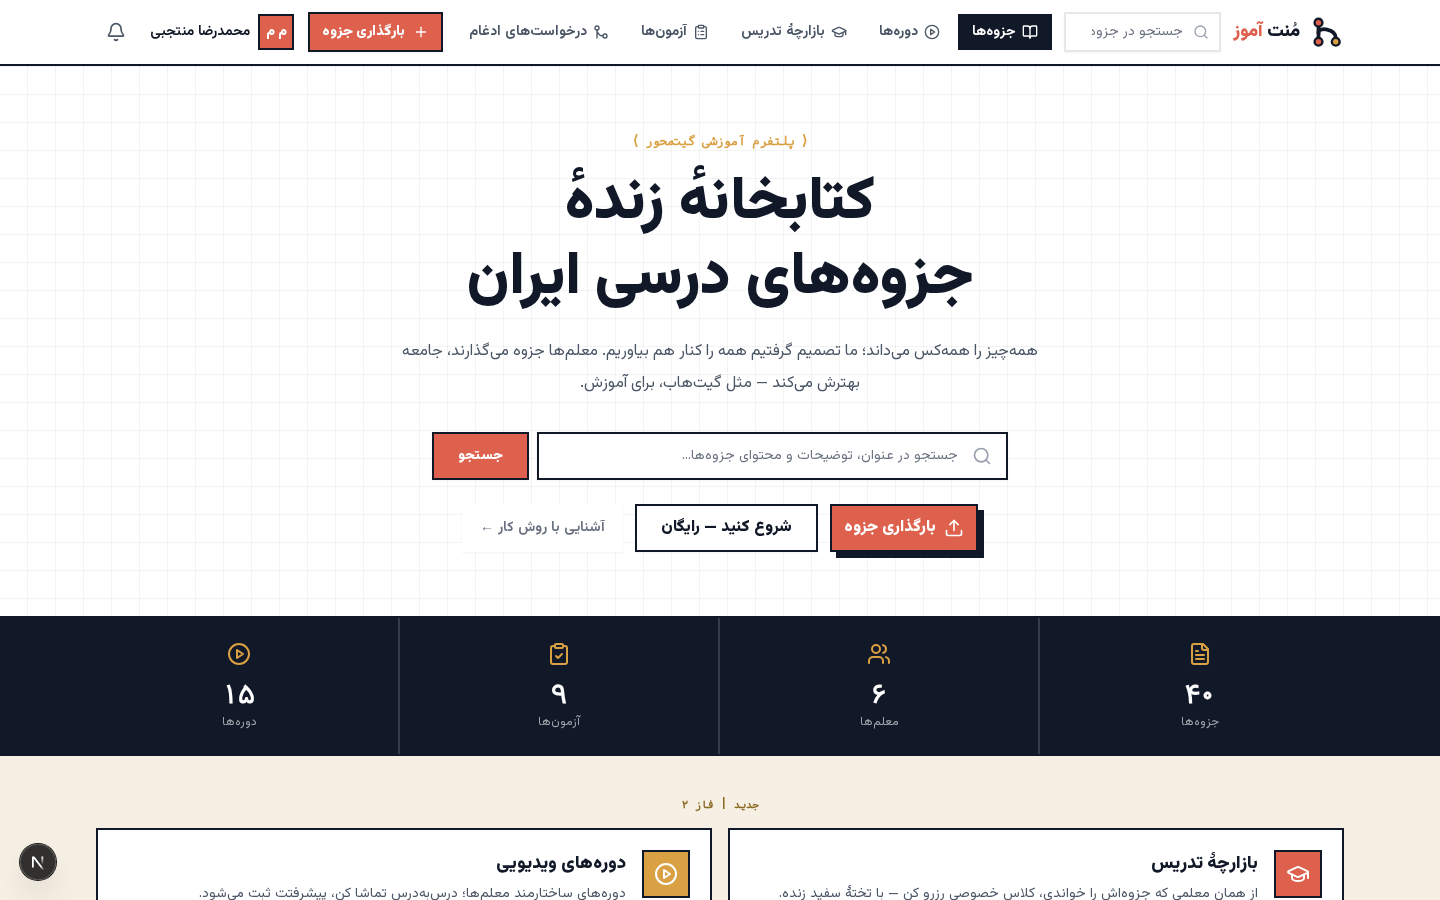 مُنت آموز
جستجو در جزوه
جزوه‌ها
دوره‌ها
بازارچهٔ تدریس
آزمون‌ها
درخواست‌های ادغام
بارگذاری جزوه
م م
محمدرضا منتجبی
⟨ پلتفرم آموزشی گیت‌محور ⟩
کتابخانهٔ زندهٔ
جزوه‌های درسی ایران
همه‌چیز را همه‌کس می‌داند؛ ما تصمیم گرفتیم همه را کنار هم بیاوریم. معلم‌ها جزوه می‌گذارند، جامعه
بهترش می‌کند — مثل گیت‌هاب، برای آموزش.
جستجو در عنوان، توضیحات و محتوای جزوه‌ها...
جستجو
بارگذاری جزوه
شروع کنید — رایگان
آشنایی با روش کار ←
۴۰
جزوه‌ها
۶
معلم‌ها
۹
آزمون‌ها
۱۵
دوره‌ها
جدید | فاز ۲
بازارچهٔ تدریس
از همان معلمی که جزوه‌اش را خواندی، کلاس خصوصی رزرو کن — با تختهٔ سفید زنده.
دوره‌های ویدیویی
دوره‌های ساختارمند معلم‌ها؛ درس‌به‌درس تماشا کن، پیشرفتت ثبت می‌شود.
N